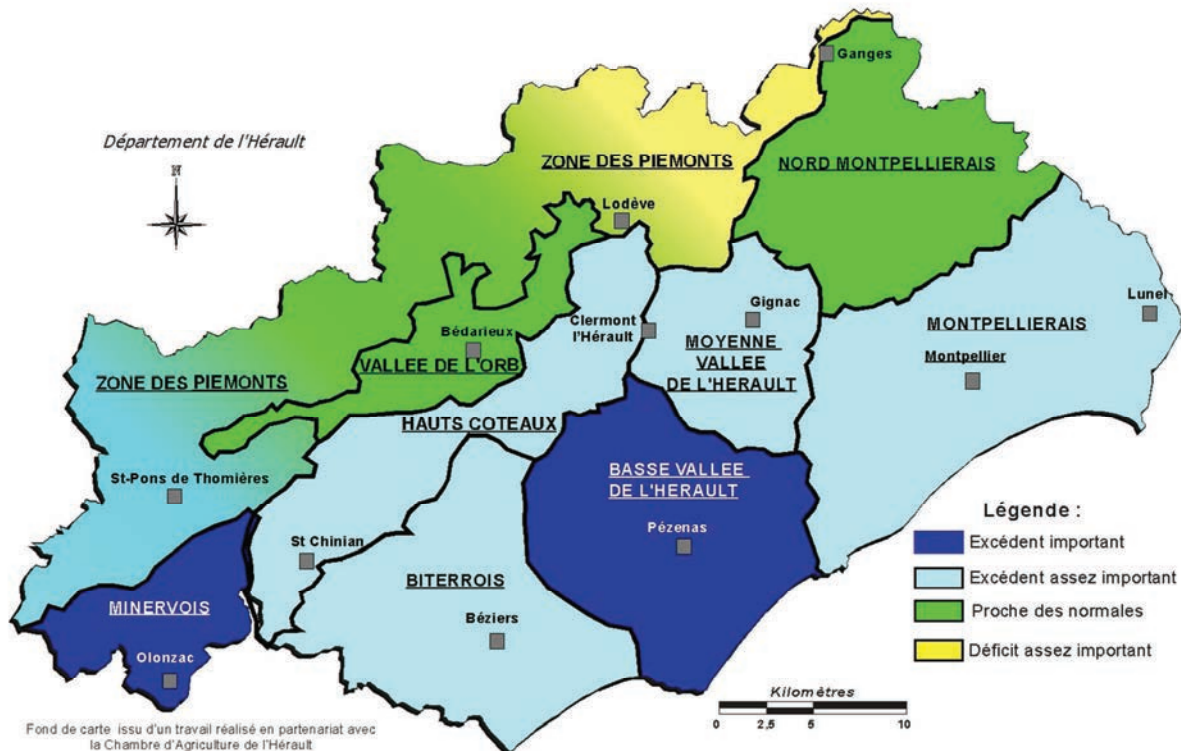 Département de l'Hérault
N
Ganges
ZONE DES PIEMONTS
NORD MONTPELLIERAIS
Lodève
Gignac
Lunel
Clermont
l'Hérault
MONTPELLIERAIS
Bédarieux
MOYENNE
VALLEE
DE L'HERAULT
Montpellier
VALLEE DE L'ORB
ZONE DES PIEMONTS
HAUTS COTEAUX
BASSE VALLEE
DE L'HERAULT
St-Pons de Thomières
Pézenas
St Chinian
BITERROIS
MINERVOIS
Béziers
Olonzac
Légende :
Excédent important
Excédent assez important
Proche des normales
Déficit assez important
Kilomètres
0 2,5 5 10
Fond de carte issu d'un travail réalisé en partenariat avec
la Chambre d'Agriculture de l'Hérault